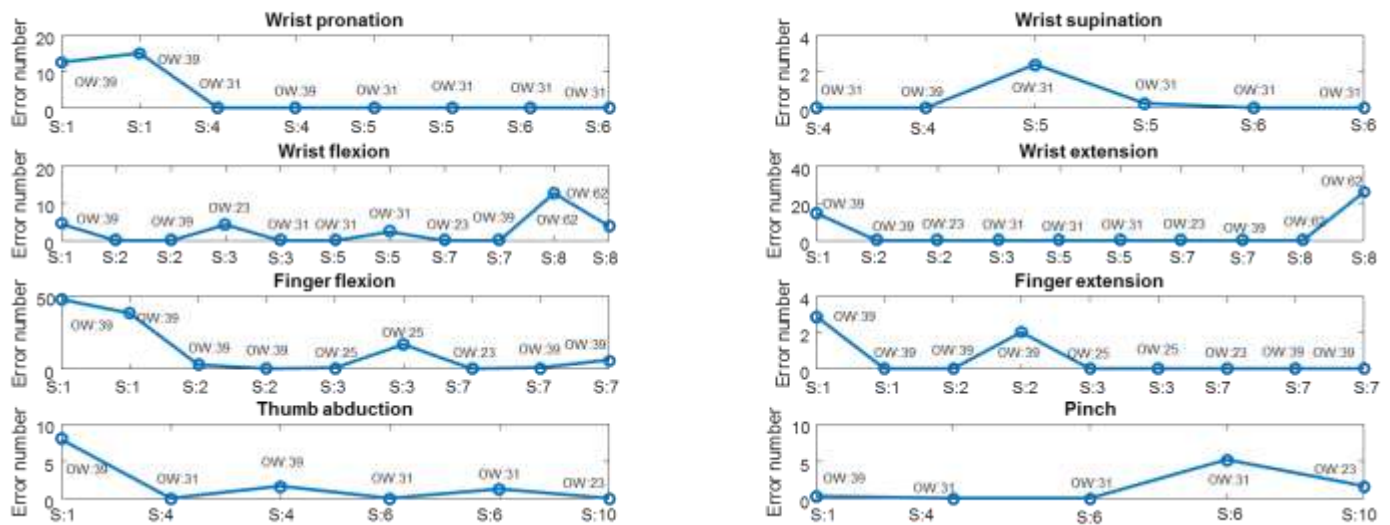 Wrist pronation
Error number
20
10
0
OW:39
OW:39
OW:31
OW:39
OW:31
OW:31
OW:31
OW:31
S:1 S:1 S:4 S:4 S:5 S:5 S:6 S:6
Wrist supination
Error number
4
2
0
OW:31
OW:39
OW:31
OW:31
OW:31
OW:31
S:4 S:4 S:5 S:5 S:6 S:6
Wrist flexion
Error number
20
10
0
OW:39
OW:39
OW:23
OW:31
OW:31
OW:31
OW:23
OW:39
OW:62
OW:62
S:1 S:2 S:2 S:3 S:3 S:5 S:5 S:7 S:7 S:8 S:8
Wrist extension
Error number
40
20
0
OW:39
OW:39
OW:23
OW:31
OW:31
OW:31
OW:23
OW:39
OW:62
OW:62
S:1 S:2 S:2 S:3 S:5 S:5 S:7 S:7 S:8 S:8
Finger flexion
Error number
50
0
OW:39
OW:39
OW:39
OW:39
OW:25
OW:25
OW:23
OW:39
OW:39
S:1 S:1 S:2 S:2 S:3 S:3 S:7 S:7 S:7
Finger extension
Error number
4
2
0
OW:39
OW:39
OW:39
OW:39
OW:25
OW:25
OW:23
OW:39
OW:39
S:1 S:1 S:2 S:2 S:3 S:3 S:7 S:7 S:7
Thumb abduction
Error number
10
5
0
OW:39
OW:31
OW:39
OW:31
OW:31
OW:23
S:1 S:4 S:4 S:6 S:6 S:10
Pinch
Error number
10
5
0
OW:39
OW:31
OW:31
OW:31
OW:23
S:1 S:4 S:6 S:6 S:10